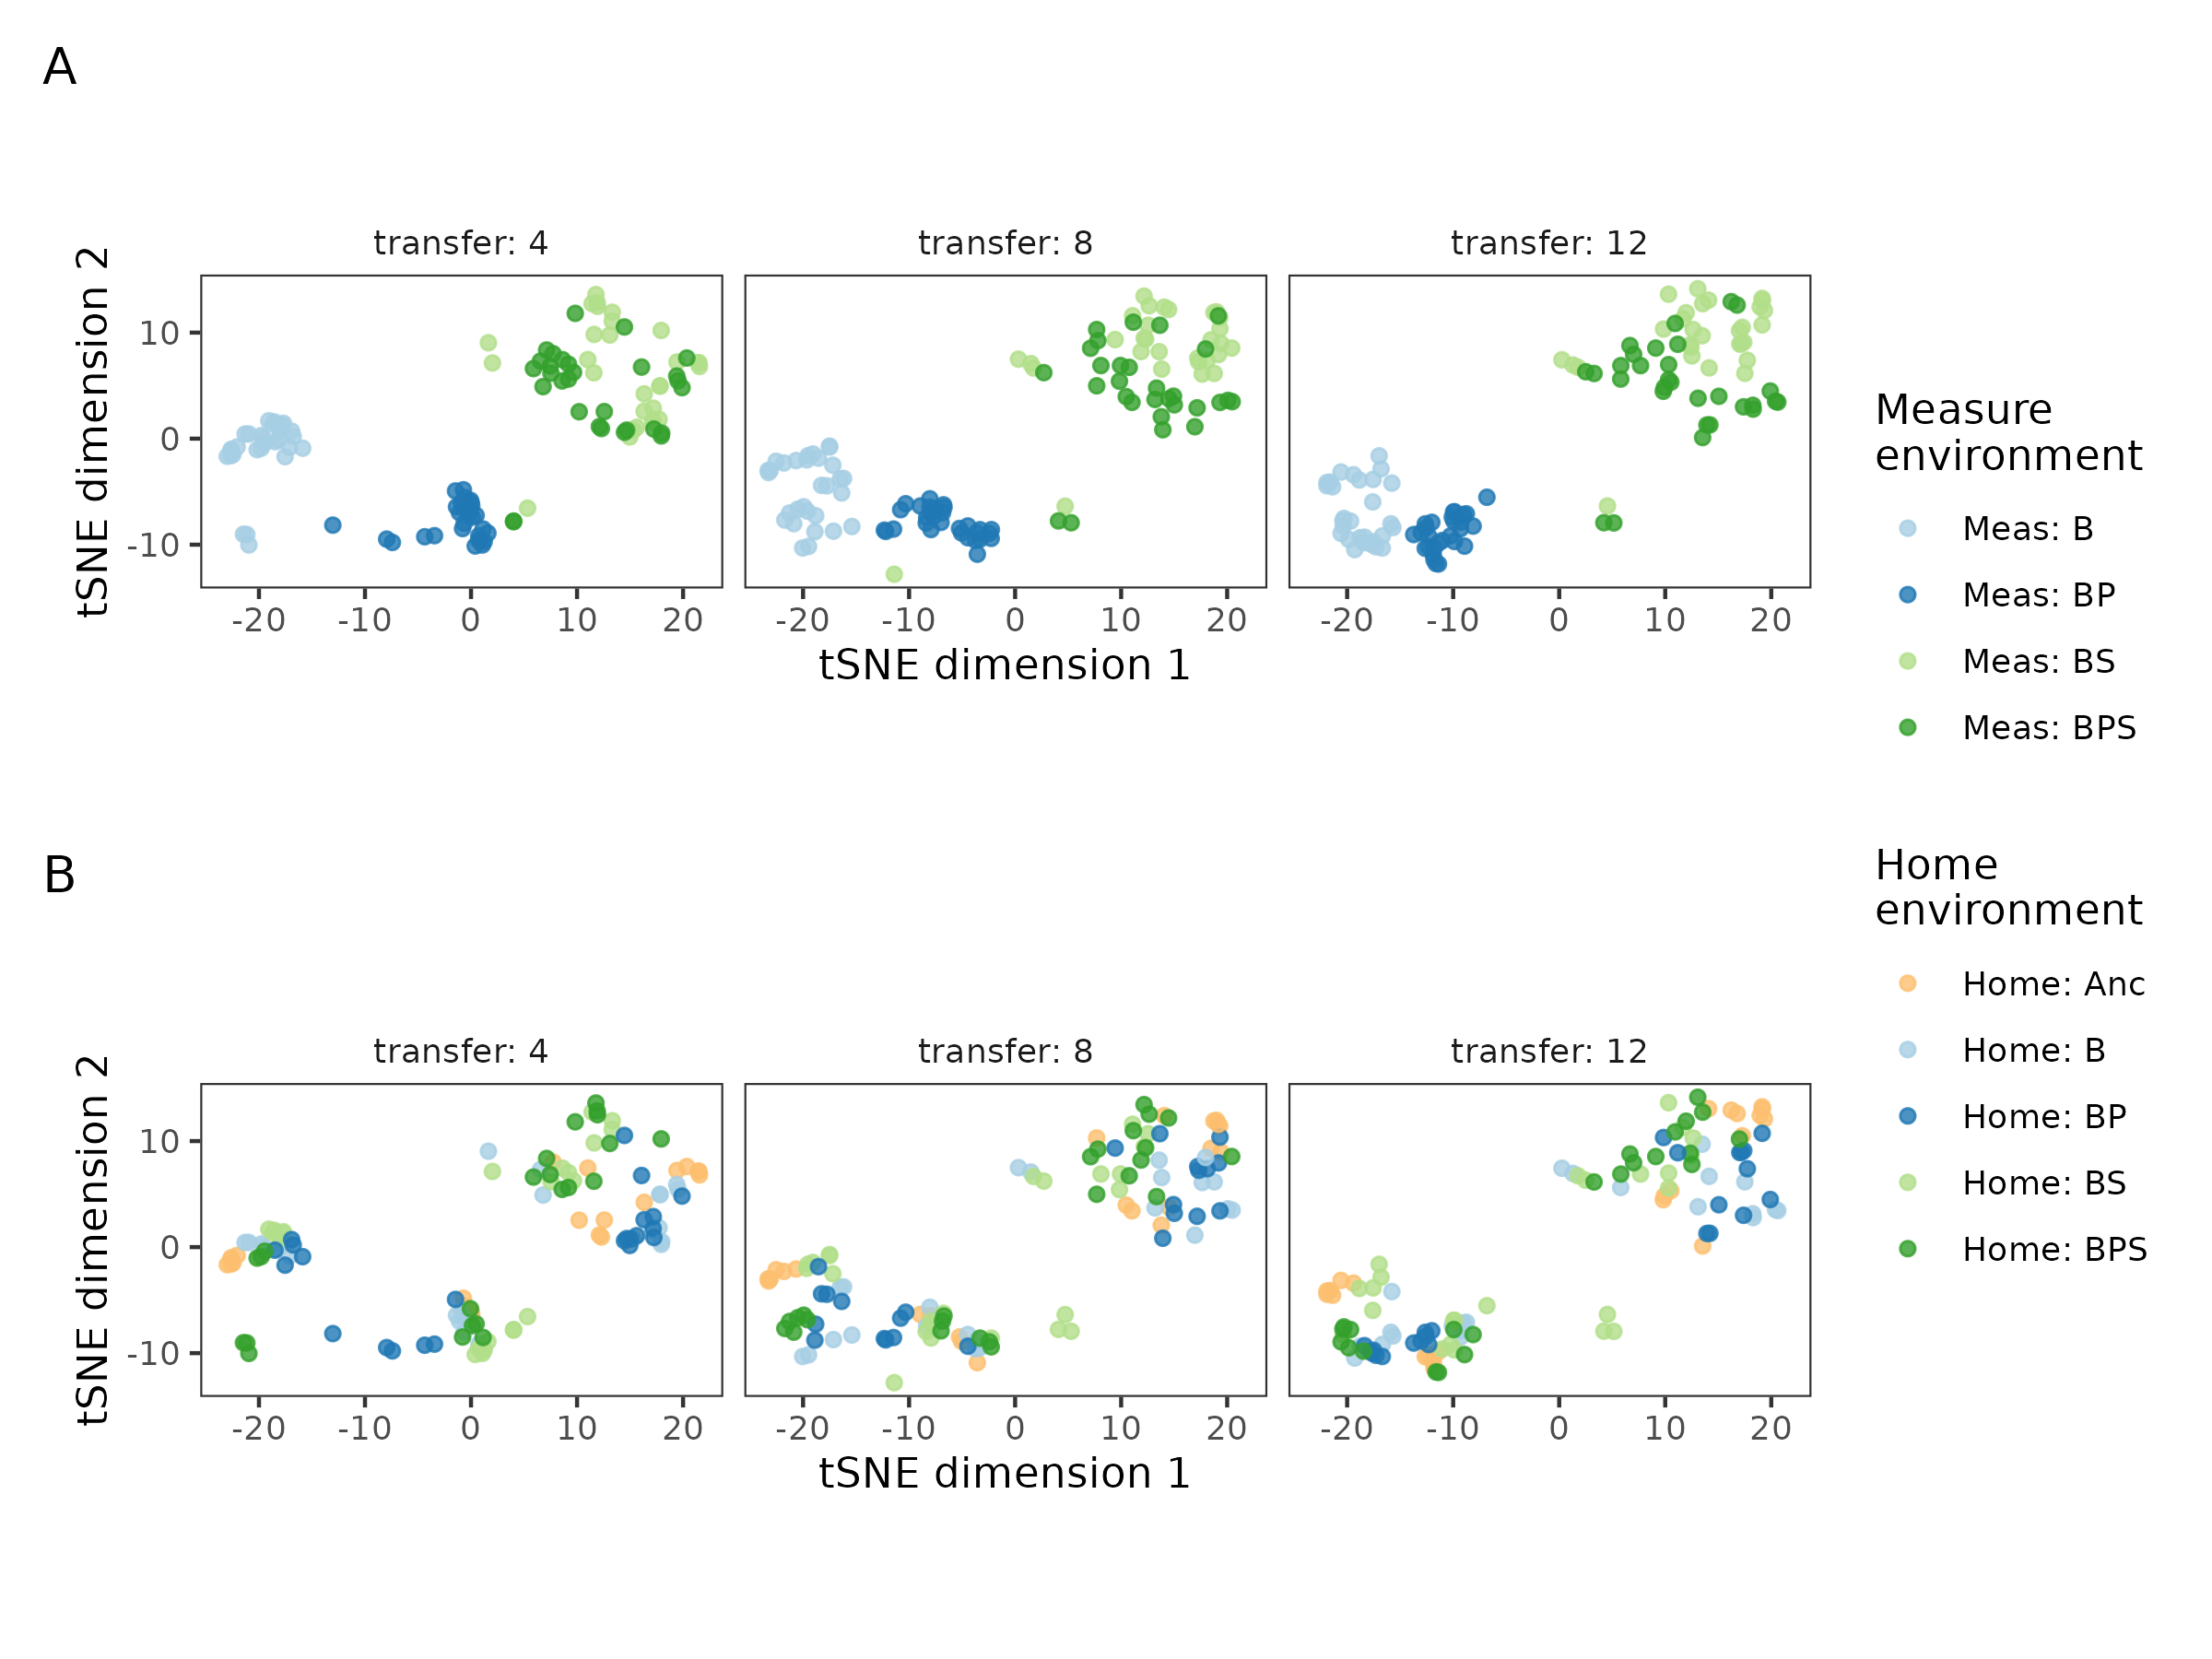 A
transfer: 4
transfer: 8
transfer: 12
tSNE dimension 2
10
0
-10
-20 -10 0 10 20
-20 -10 0 10 20
-20 -10 0 10 20
tSNE dimension 1
Measure
environment
Meas: B
Meas: BP
Meas: BS
Meas: BPS
B
transfer: 4
transfer: 8
transfer: 12
tSNE dimension 2
10
0
-10
-20 -10 0 10 20
-20 -10 0 10 20
-20 -10 0 10 20
tSNE dimension 1
Home
environment
Home: Anc
Home: B
Home: BP
Home: BS
Home: BPS